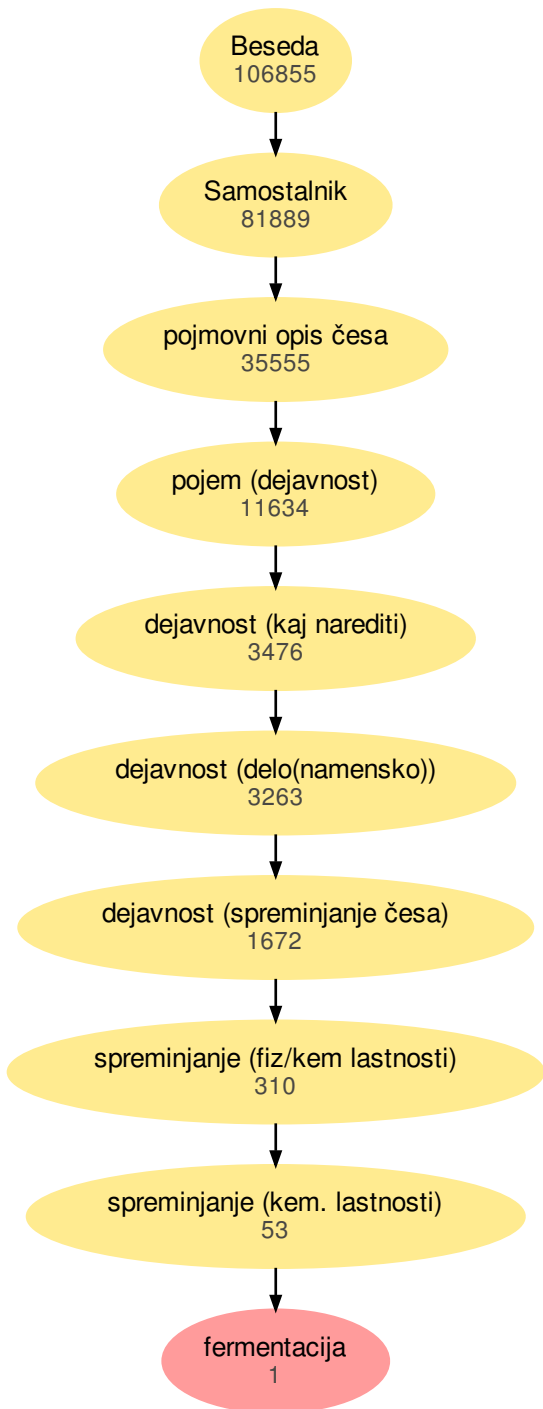 Beseda
106855
Samostalnik
81889
pojmovni opis česa
35555
pojem (dejavnost)
11634
dejavnost (kaj narediti)
3476
dejavnost (delo(namensko))
3263
dejavnost (spreminjanje česa)
1672
spreminjanje (fiz/kem lastnosti)
310
spreminjanje (kem. lastnosti)
53
fermentacija
1